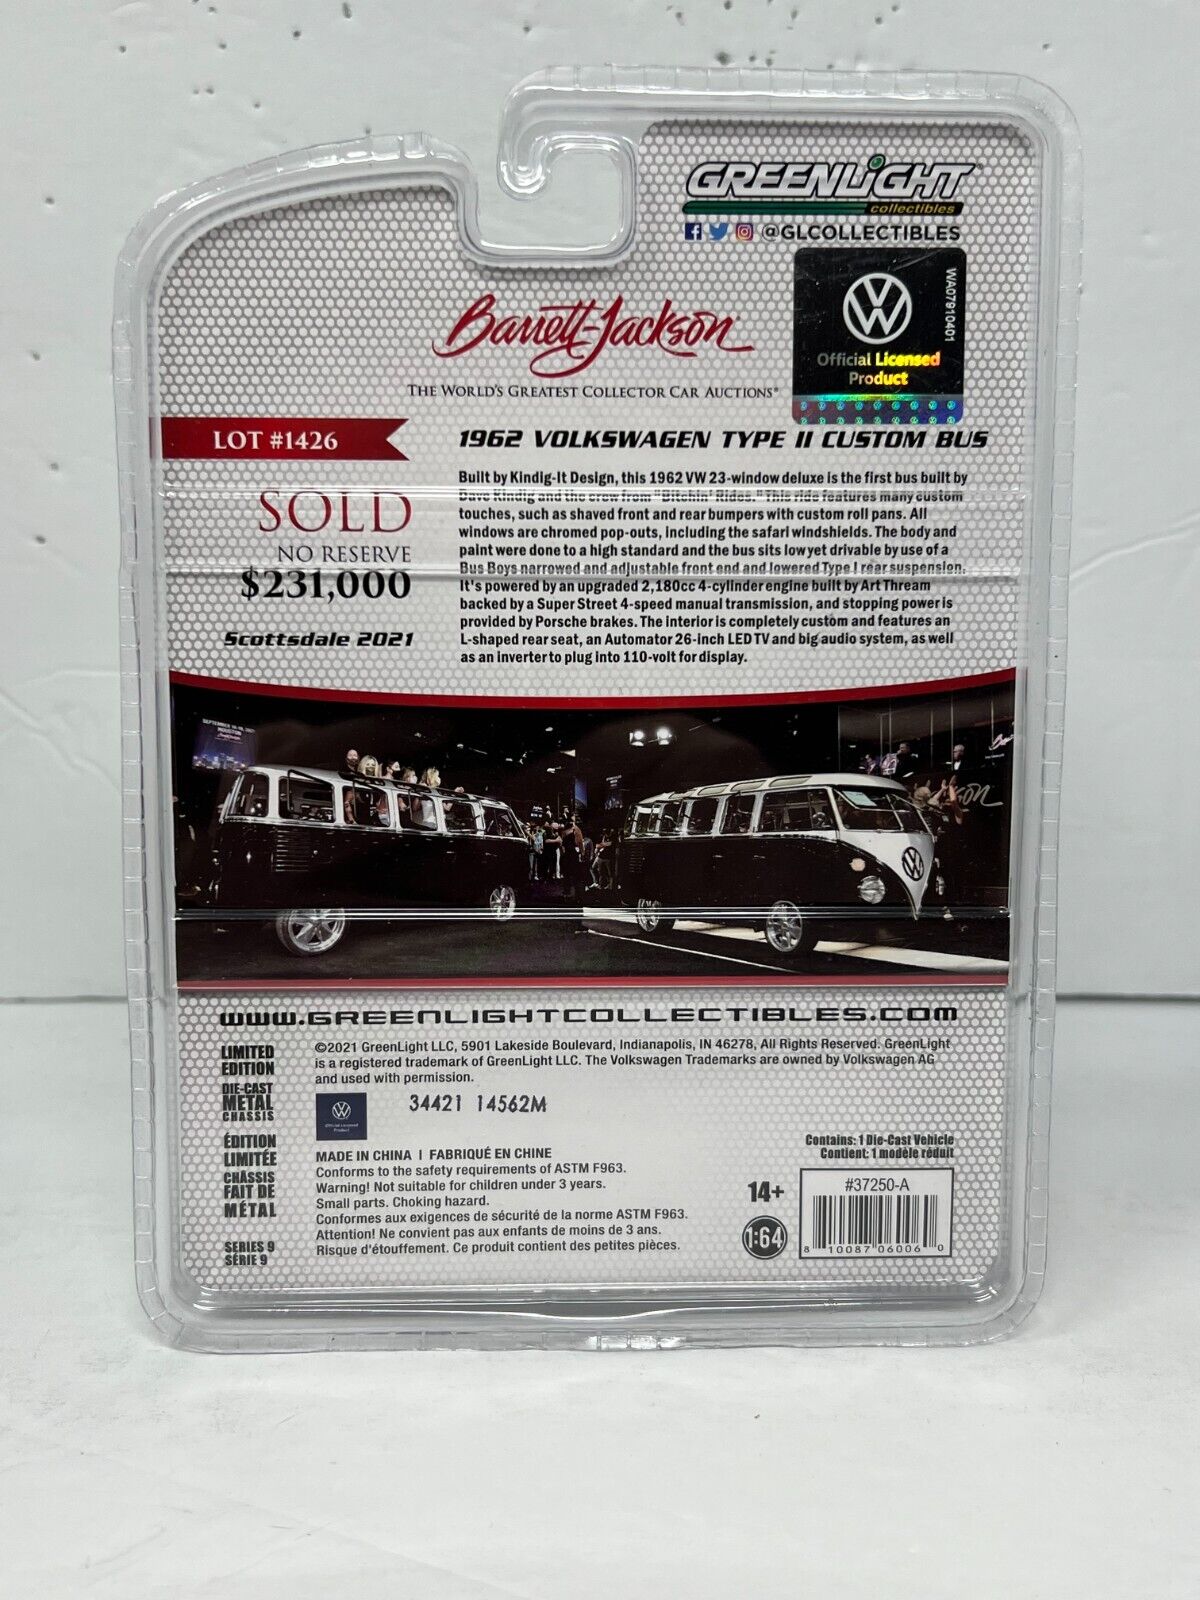 GREENLIGHT
collectibles
@GLCOLLECTIBLES
Barrett-Jackson
THE WORLD'S GREATEST COLLECTOR CAR AUCTIONS®
WA07910401
Official Licensed
Product
LOT #1426
SOLD
NO RESERVE
$231,000
Scottsdale 2021
1962 VOLKSWAGEN TYPE II CUSTOM BUS
Built by Kindig-It Design, this 1962 VW 23-window deluxe is the first bus built by
Dave Kindig and the crew from "Bitchin' Rides." This ride features many custom
touches, such as shaved front and rear bumpers with custom roll pans. All
windows are chromed pop-outs, including the safari windshields. The body and
paint were done to a high standard and the bus sits low yet drivable by use of a
Bus Boys narrowed and adjustable front end and lowered Type I rear suspension.
It's powered by an upgraded 2,180cc 4-cylinder engine built by Art Thream
backed by a Super Street 4-speed manual transmission, and stopping power is
provided by Porsche brakes. The interior is completely custom and features an
L-shaped rear seat, an Automator 26-inch LED TV and big audio system, as well
as an inverter to plug into 110-volt for display.
HOUSTON
www.GREENLIGHTCOLLECTIBLES.com
LIMITED
EDITION
DIE-CAST
METAL
CHASSIS
ÉDITION
LIMITÉE
CHÂSSIS
FAIT DE
MÉTAL
SERIES 9
SÉRIE 9
©2021 GreenLight LLC, 5901 Lakeside Boulevard, Indianapolis, IN 46278, All Rights Reserved. GreenLight
is a registered trademark of GreenLight LLC. The Volkswagen Trademarks are owned by Volkswagen AG
and used with permission.
Official Licensed
Product
34421 14562M
MADE IN CHINA | FABRIQUÉ EN CHINE
Conforms to the safety requirements of ASTM F963.
Warning! Not suitable for children under 3 years.
Small parts. Choking hazard.
Conformes aux exigences de sécurité de la norme ASTM F963.
Attention! Ne convient pas aux enfants de moins de 3 ans.
Risque d'étouffement. Ce produit contient des petites pièces.
14+
1:64
Contains: 1 Die-Cast Vehicle
Contient: 1 modèle réduit
#37250-A
8 10087 06006 0